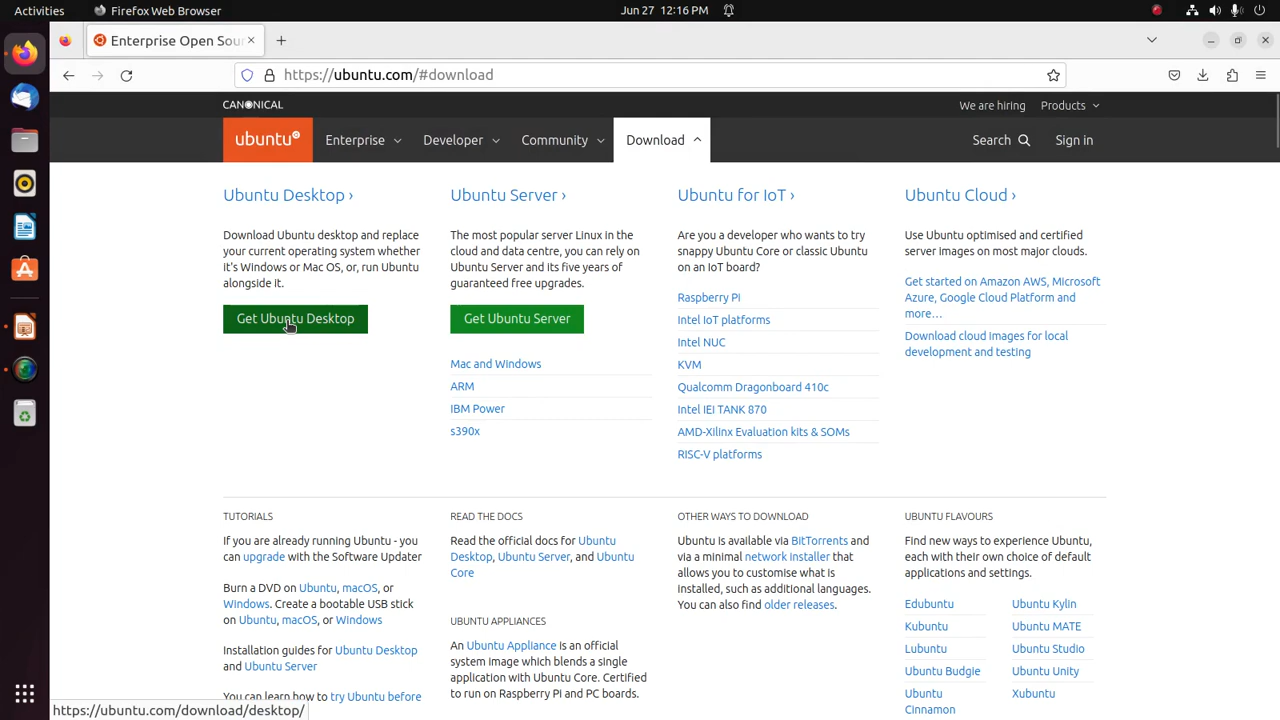 Activities
Firefox Web Browser
Jun 27 12:16 PM
Enterprise Open Sour
https://ubuntu.com/#download
CANONICAL
We are hiring
Products
ubuntu
Enterprise
Developer
Community
Download
Search
Sign in
Ubuntu Desktop ›
Download Ubuntu desktop and replace
your current operating system whether
it's Windows or Mac OS, or, run Ubuntu
alongside it.
Get Ubuntu Desktop
Ubuntu Server ›
The most popular server Linux in the
cloud and data centre, you can rely on
Ubuntu Server and its five years of
guaranteed free upgrades.
Get Ubuntu Server
Mac and Windows
ARM
IBM Power
s390x
Ubuntu for IoT ›
Are you a developer who wants to try
snappy Ubuntu Core or classic Ubuntu
on an IoT board?
Raspberry Pi
Intel IoT platforms
Intel NUC
KVM
Qualcomm Dragonboard 410c
Intel IEI TANK 870
AMD-Xilinx Evaluation kits & SOMs
RISC-V platforms
Ubuntu Cloud ›
Use Ubuntu optimised and certified
server images on most major clouds.
Get started on Amazon AWS, Microsoft
Azure, Google Cloud Platform and
more…
Download cloud images for local
development and testing
TUTORIALS
If you are already running Ubuntu - you
can upgrade with the Software Updater
Burn a DVD on Ubuntu, macOS, or
Windows. Create a bootable USB stick
on Ubuntu, macOS, or Windows
Installation guides for Ubuntu Desktop
and Ubuntu Server
You can learn how to try Ubuntu before
READ THE DOCS
Read the official docs for Ubuntu
Desktop, Ubuntu Server, and Ubuntu
Core
UBUNTU APPLIANCES
An Ubuntu Appliance is an official
system image which blends a single
application with Ubuntu Core. Certified
to run on Raspberry Pi and PC boards.
OTHER WAYS TO DOWNLOAD
Ubuntu is available via BitTorrents and
via a minimal network installer that
allows you to customise what is
installed, such as additional languages.
You can also find older releases.
UBUNTU FLAVOURS
Find new ways to experience Ubuntu,
each with their own choice of default
applications and settings.
Edubuntu
Kubuntu
Lubuntu
Ubuntu Budgie
Ubuntu
Cinnamon
Ubuntu Kylin
Ubuntu MATE
Ubuntu Studio
Ubuntu Unity
Xubuntu
https://ubuntu.com/download/desktop/